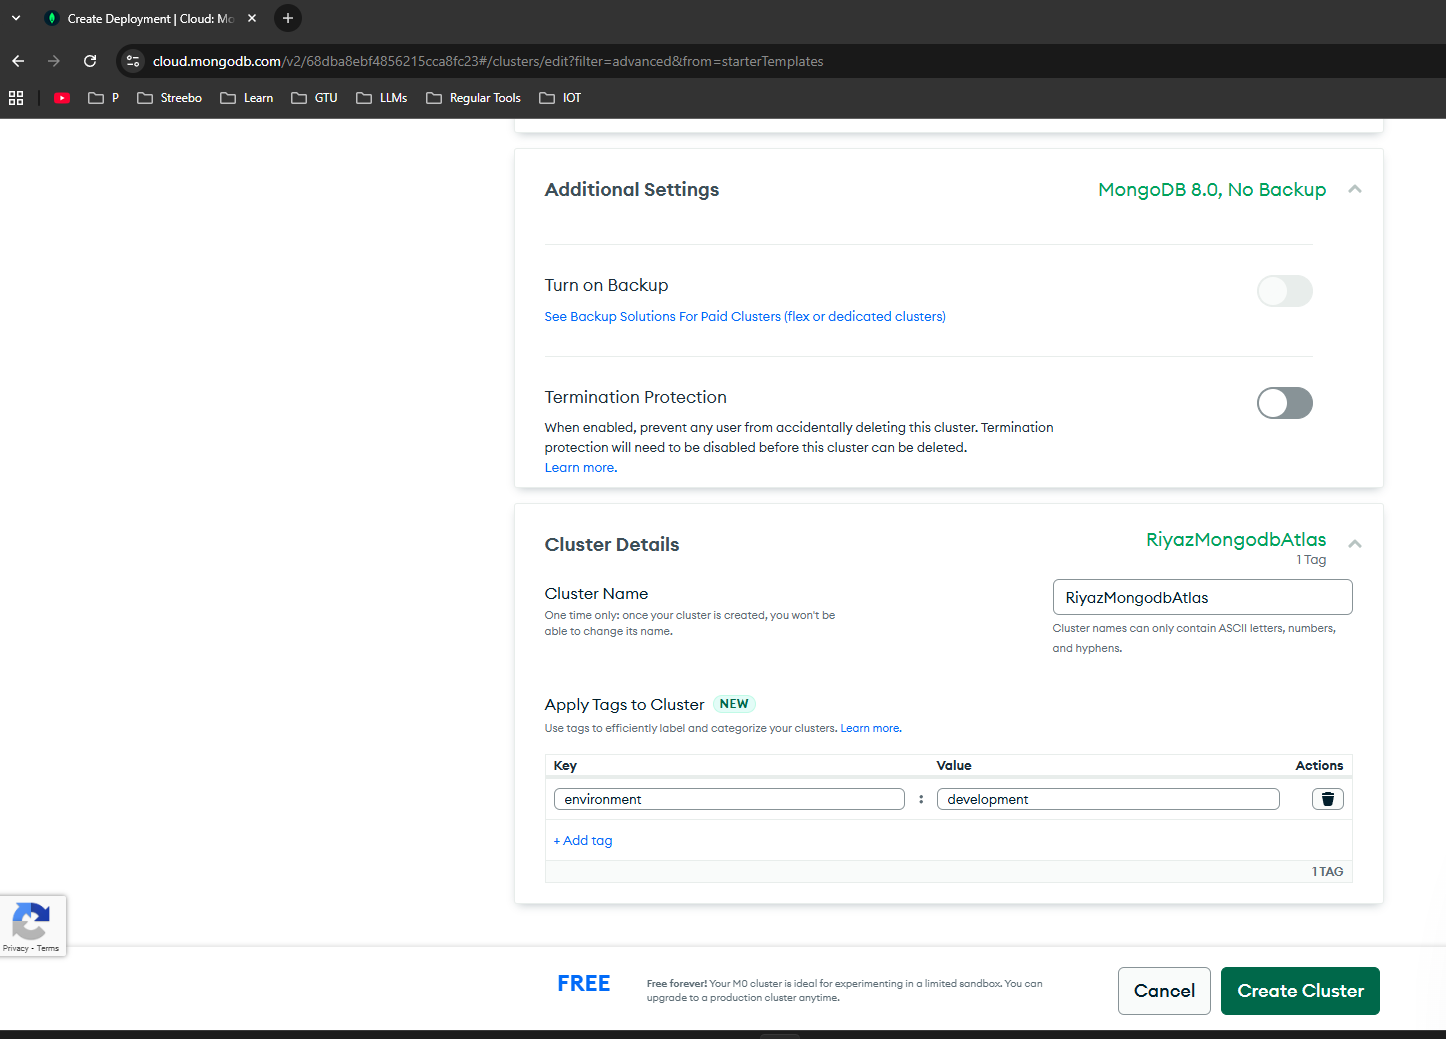 Create Deployment | Cloud: Mo
cloud.mongodb.com/v2/68dba8ebf4856215cca8fc23#/clusters/edit?filter=advanced&from=starterTemplates
P Streebo Learn GTU LLMs Regular Tools IOT
Additional Settings MongoDB 8.0, No Backup
Turn on Backup
See Backup Solutions For Paid Clusters (flex or dedicated clusters)
Termination Protection
When enabled, prevent any user from accidentally deleting this cluster. Termination
protection will need to be disabled before this cluster can be deleted.
Learn more.
Cluster Details RiyazMongodbAtlas
1 Tag
Cluster Name
One time only: once your cluster is created, you won't be
able to change its name.
RiyazMongodbAtlas
Cluster names can only contain ASCII letters, numbers,
and hyphens.
Apply Tags to Cluster NEW
Use tags to efficiently label and categorize your clusters. Learn more.
Key Value Actions
environment : development
+ Add tag
1 TAG
Privacy - Terms
FREE
Free forever! Your M0 cluster is ideal for experimenting in a limited sandbox. You can
upgrade to a production cluster anytime.
Cancel Create Cluster